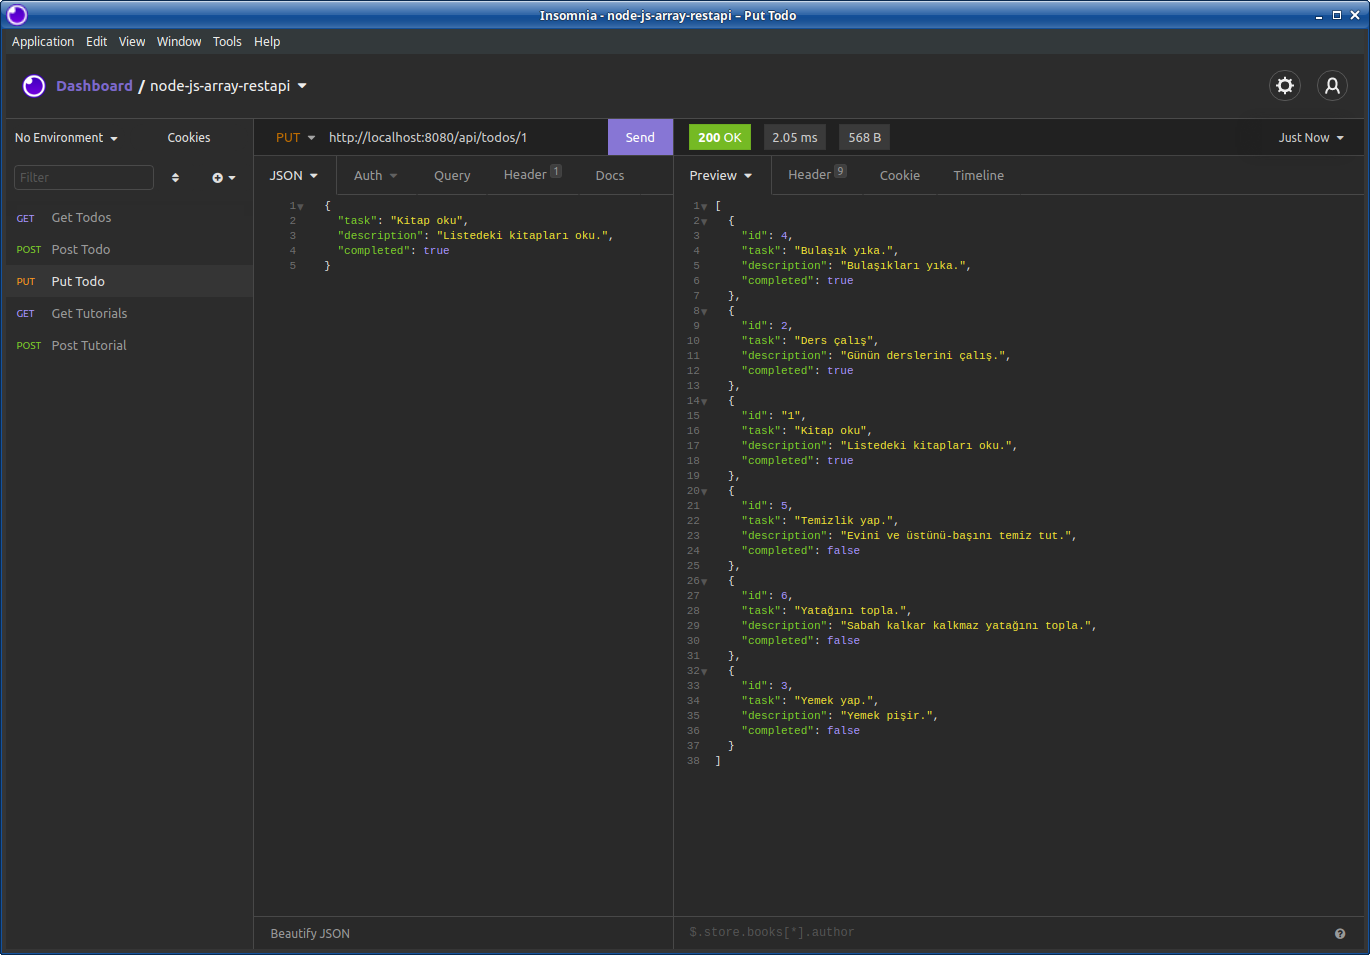 Insomnia - node-js-array-restapi – Put Todo
Application Edit View Window Tools Help
Dashboard / node-js-array-restapi
No Environment Cookies
Filter
GET Get Todos
POST Post Todo
PUT Put Todo
GET Get Tutorials
POST Post Tutorial
PUT http://localhost:8080/api/todos/1 Send
JSON Auth Query Header 1 Docs
1 {
2 "task": "Kitap oku",
3 "description": "Listedeki kitapları oku.",
4 "completed": true
5 }
Beautify JSON
200 OK 2.05 ms 568 B Just Now
Preview Header 9 Cookie Timeline
1 [
2 {
3 "id": 4,
4 "task": "Bulaşık yıka.",
5 "description": "Bulaşıkları yıka.",
6 "completed": true
7 },
8 {
9 "id": 2,
10 "task": "Ders çalış",
11 "description": "Günün derslerini çalış.",
12 "completed": true
13 },
14 {
15 "id": "1",
16 "task": "Kitap oku",
17 "description": "Listedeki kitapları oku.",
18 "completed": true
19 },
20 {
21 "id": 5,
22 "task": "Temizlik yap.",
23 "description": "Evini ve üstünü-başını temiz tut.",
24 "completed": false
25 },
26 {
27 "id": 6,
28 "task": "Yatağını topla.",
29 "description": "Sabah kalkar kalkmaz yatağını topla.",
30 "completed": false
31 },
32 {
33 "id": 3,
34 "task": "Yemek yap.",
35 "description": "Yemek pişir.",
36 "completed": false
37 }
38 ]
$.store.books[*].author